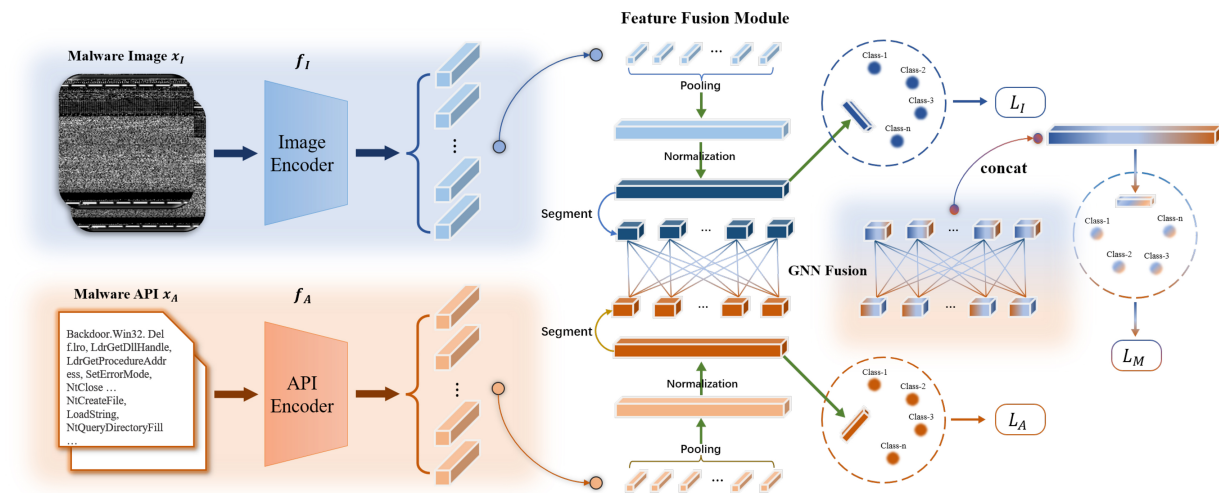 Feature Fusion Module
Malware Image x_I
f_I
Image
Encoder
...
...
Pooling
Normalization
Segment
...
Class-1
Class-2
Class-3
Class-n
L_I
concat
Class-1
Class-n
Class-2
Class-3
L_M
...
GNN Fusion
...
...
Malware API x_A
f_A
Backdoor.Win32. Del
f.lro, LdrGetDllHandle,
LdrGetProcedureAddr
ess, SetErrorMode,
NtClose ...
NtCreateFile,
LoadString,
NtQueryDirectoryFill
...
API
Encoder
...
Segment
Normalization
Pooling
...
Class-1
Class-2
Class-3
Class-n
L_A